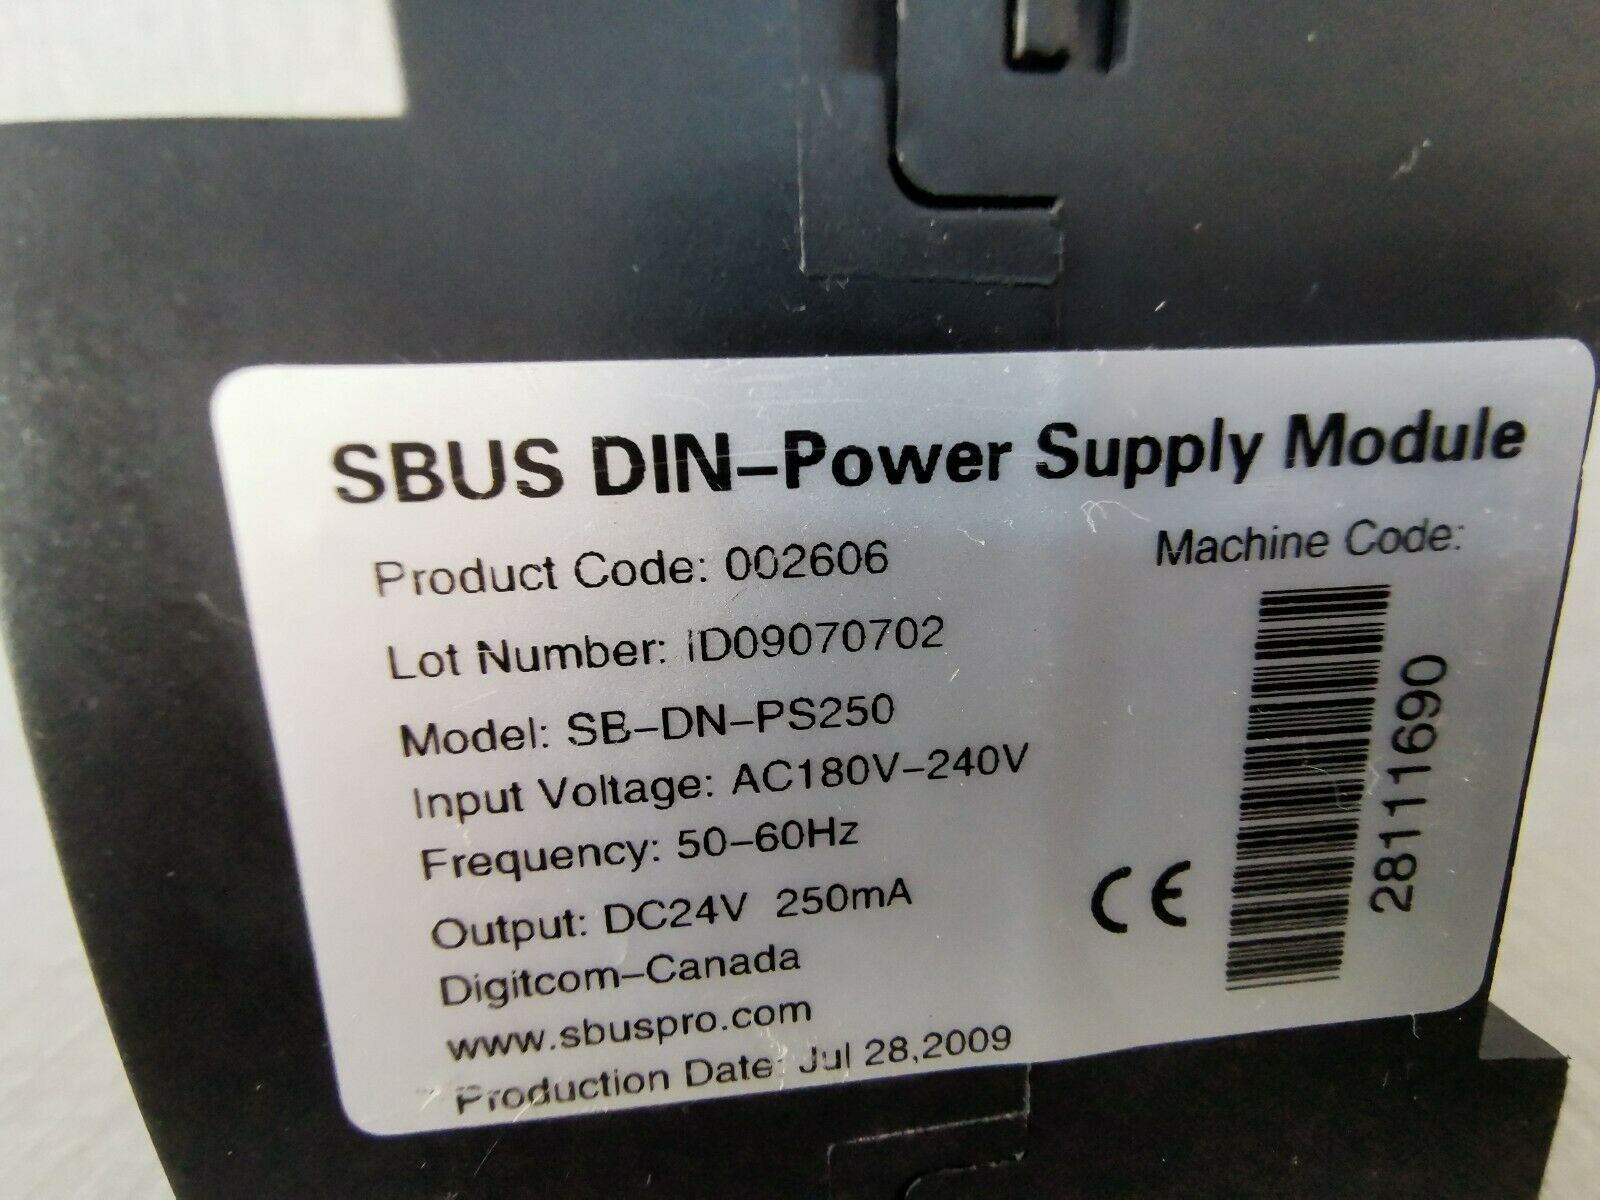 SBUS DIN-Power Supply Module
Product Code: 002606
Machine Code:
Lot Number: ID09070702
Model: SB-DN-PS250
Input Voltage: AC180V-240V
Frequency: 50-60Hz
Output: DC24V 250mA
Digitcom-Canada
www.sbuspro.com
Production Date: Jul 28,2009
CE
28111690